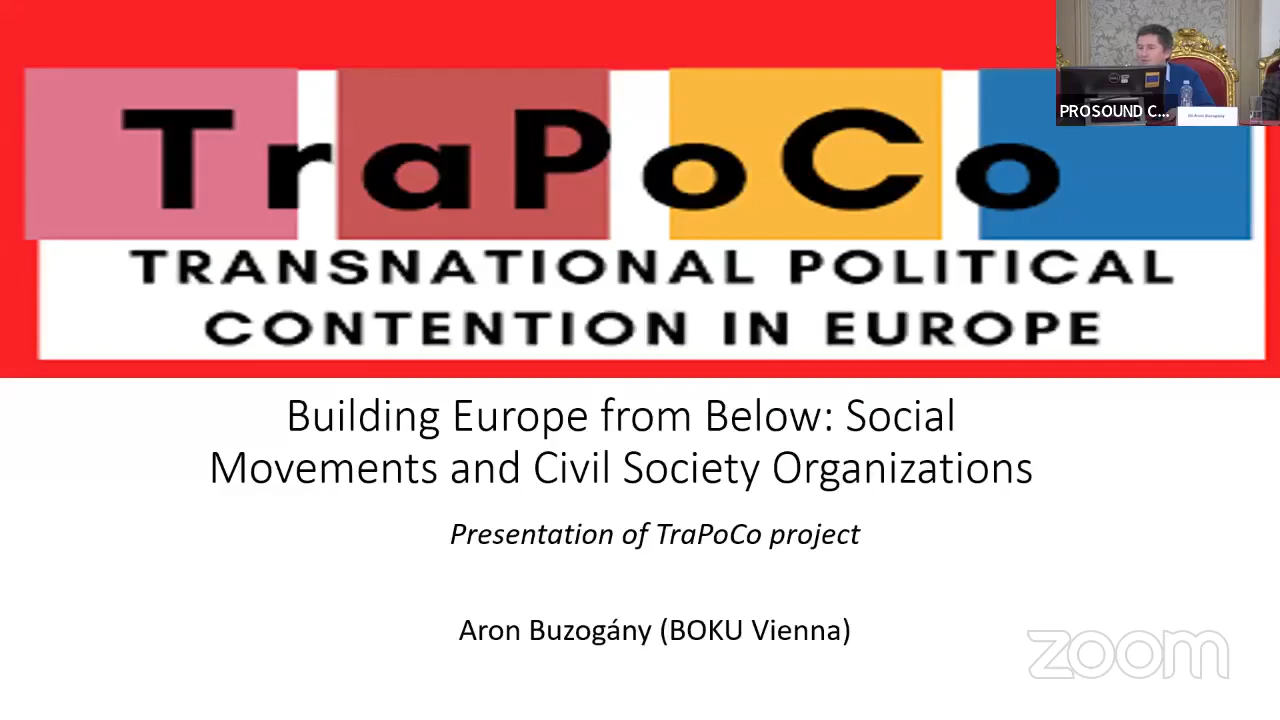 PROSOUND C...
TraPoCo
TRANSNATIONAL POLITICAL
CONTENTION IN EUROPE
Building Europe from Below: Social
Movements and Civil Society Organizations
Presentation of TraPoCo project
Aron Buzogány (BOKU Vienna)
zoom